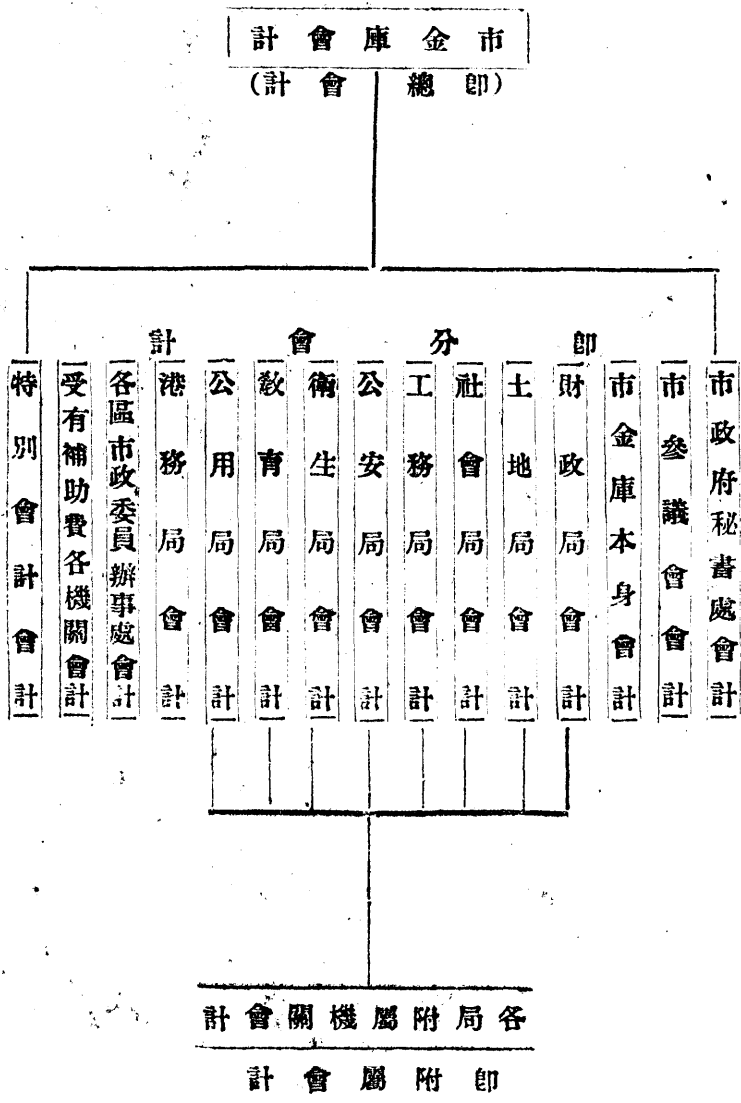 市金庫會計
(卽總會計)
卽分會計
市政府秘書處會計
市參議會會計
市金庫本身會計
財政局會計
土地局會計
社會局會計
工務局會計
公安局會計
衛生局會計
敎育局會計
公用局會計
港務局會計
各區市政委員辦事處會計
受有補助費各機關會計
特別會計會計
各局附屬機關會計
卽附屬會計